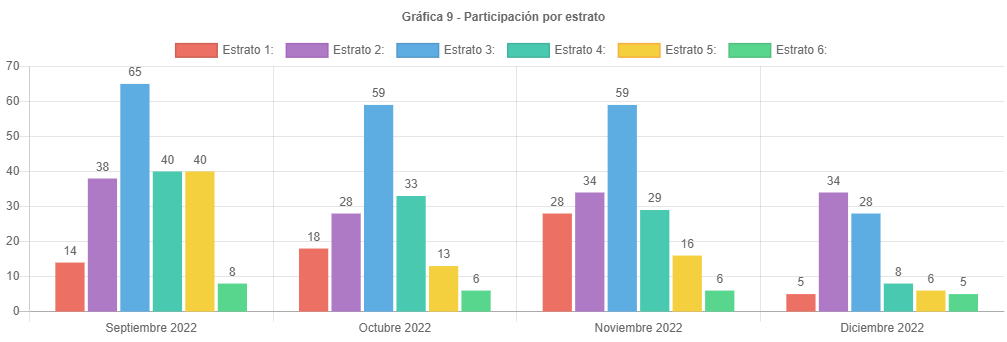 Gráfica 9 - Participación por estrato
Estrato 1: Estrato 2: Estrato 3: Estrato 4: Estrato 5: Estrato 6:
70
60
50
40
30
20
10
0
14 38 65 40 40 8
18 28 59 33 13 6
28 34 59 29 16 6
5 34 28 8 6 5
Septiembre 2022 Octubre 2022 Noviembre 2022 Diciembre 2022